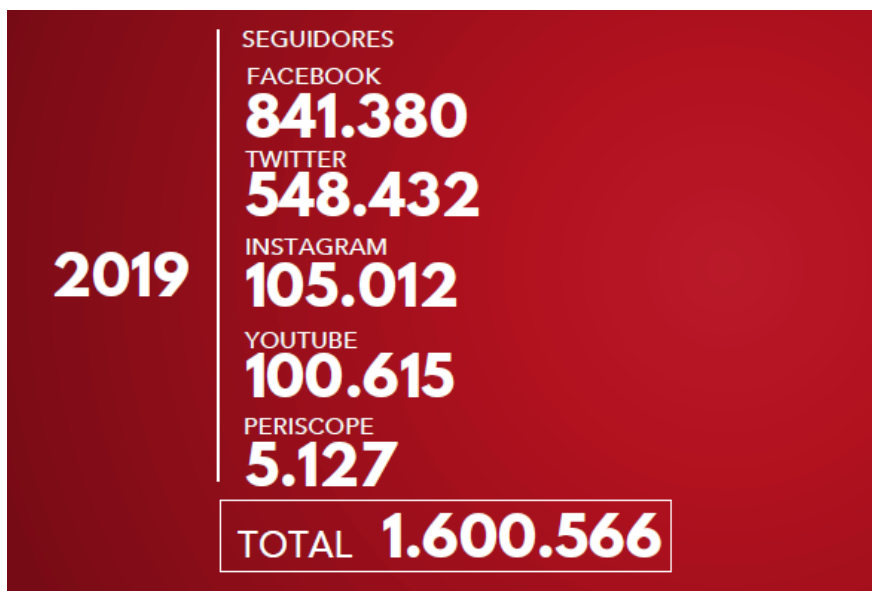 2019
SEGUIDORES
FACEBOOK
841.380
TWITTER
548.432
INSTAGRAM
105.012
YOUTUBE
100.615
PERISCOPE
5.127
TOTAL 1.600.566